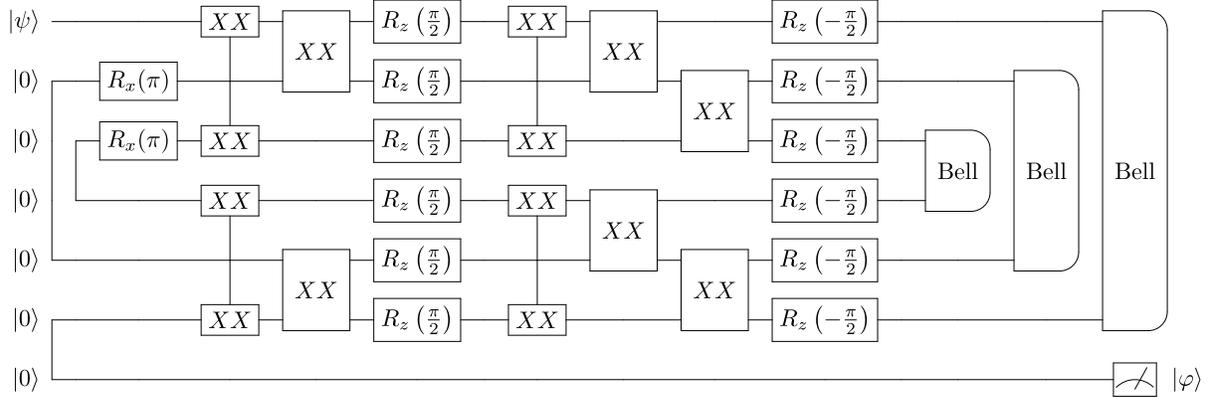 |ψ⟩ XX XX R_z(π/2) XX XX R_z(−π/2)
|0⟩ R_x(π) R_z(π/2) XX R_z(−π/2)
|0⟩ R_x(π) XX R_z(π/2) XX R_z(−π/2) Bell Bell Bell
|0⟩ XX R_z(π/2) XX XX R_z(−π/2)
|0⟩ XX R_z(π/2) XX R_z(−π/2)
|0⟩ XX R_z(π/2) XX R_z(−π/2)
|0⟩ |φ⟩